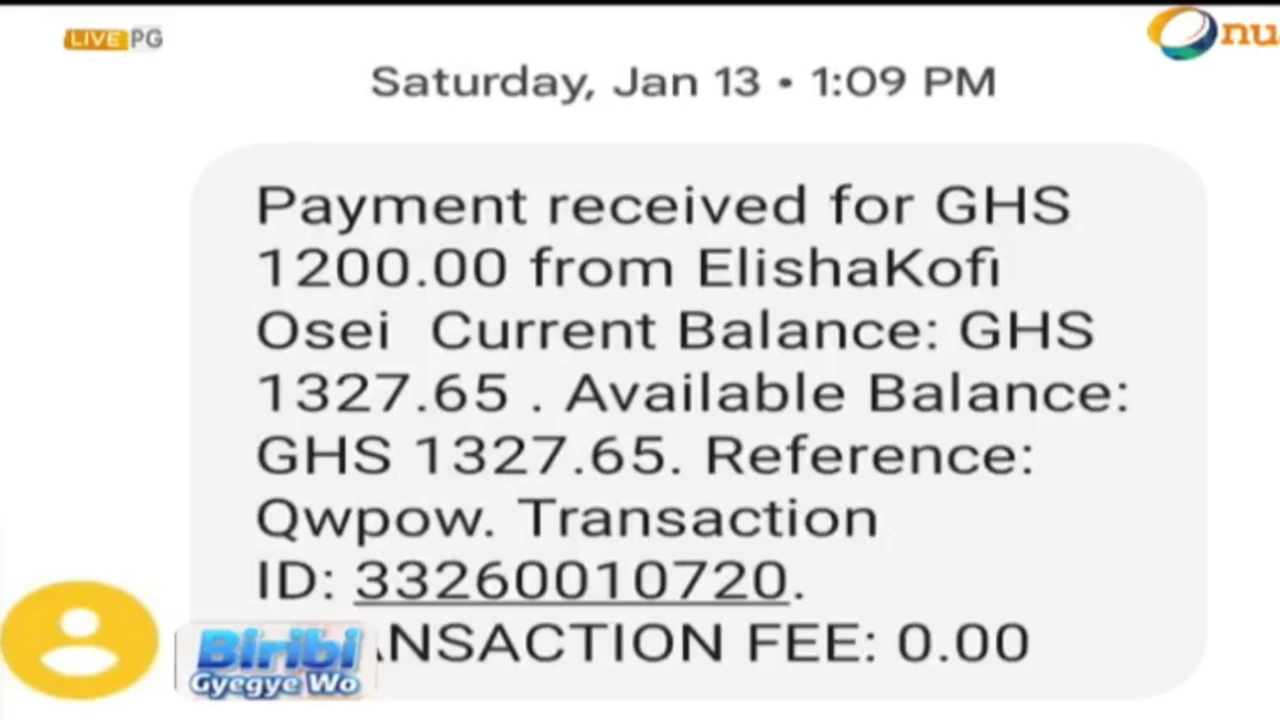 LIVE PG
nu
Saturday, Jan 13 • 1:09 PM
Payment received for GHS
1200.00 from ElishaKofi
Osei Current Balance: GHS
1327.65 . Available Balance:
GHS 1327.65. Reference:
Qwpow. Transaction
ID: 33260010720.
ANSACTION FEE: 0.00
Biribi
Gyegye Wo